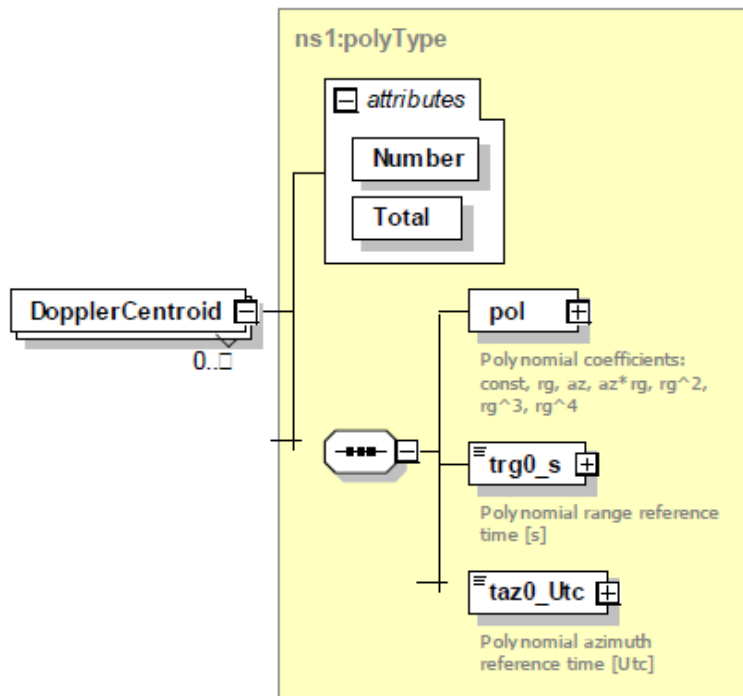 ns1:polyType
attributes
Number
Total
DopplerCentroid
0..□
pol
Polynomial coefficients:
const, rg, az, az*rg, rg^2,
rg^3, rg^4
trg0_s
Polynomial range reference
time [s]
taz0_Utc
Polynomial azimuth
reference time [Utc]